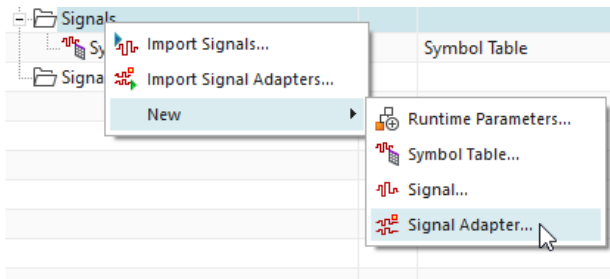 Signals
Sy
Symbol Table
Signa
Import Signals...
Import Signal Adapters...
New
Runtime Parameters...
Symbol Table...
Signal...
Signal Adapter...